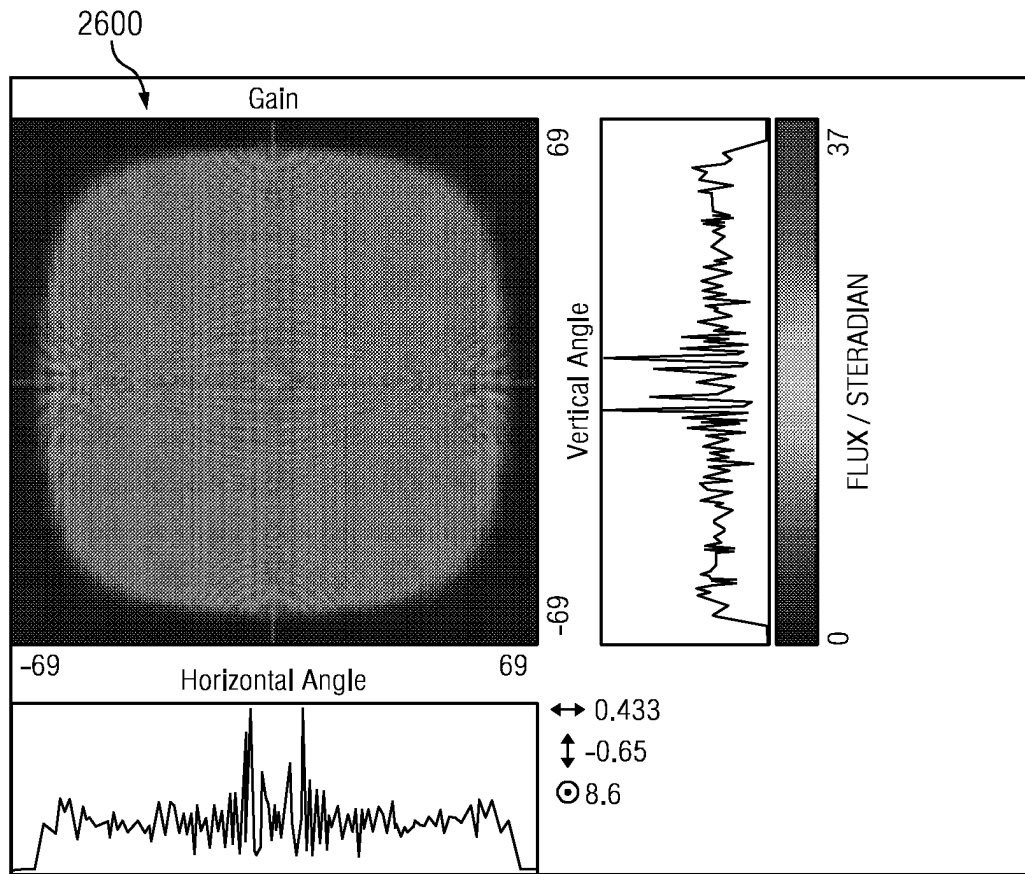 2600
Gain
69
-69
Vertical Angle
37
0
FLUX / STERADIAN
-69
69
Horizontal Angle
0.433
-0.65
8.6